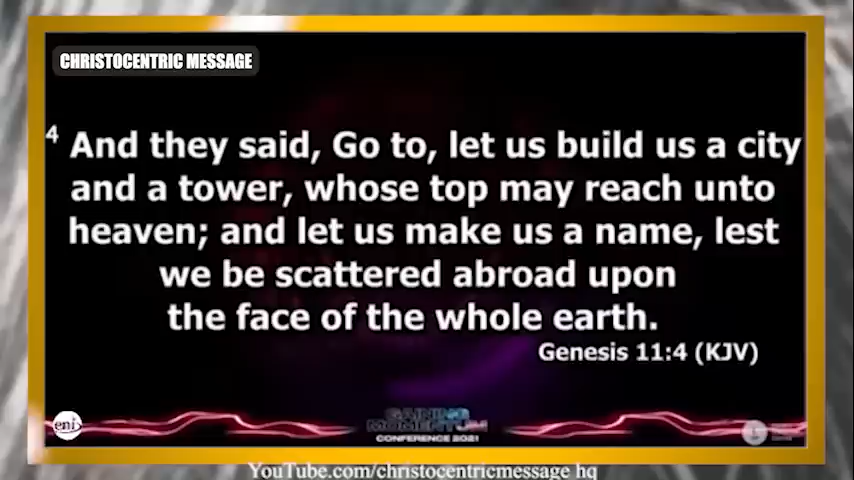 CHRISTOCENTRIC MESSAGE
4 And they said, Go to, let us build us a city
and a tower, whose top may reach unto
heaven; and let us make us a name, lest
we be scattered abroad upon
the face of the whole earth.
Genesis 11:4 (KJV)
eni
GAINING
MOMENTUM
CONFERENCE 2021
YouTube.com/christocentricmessage hq